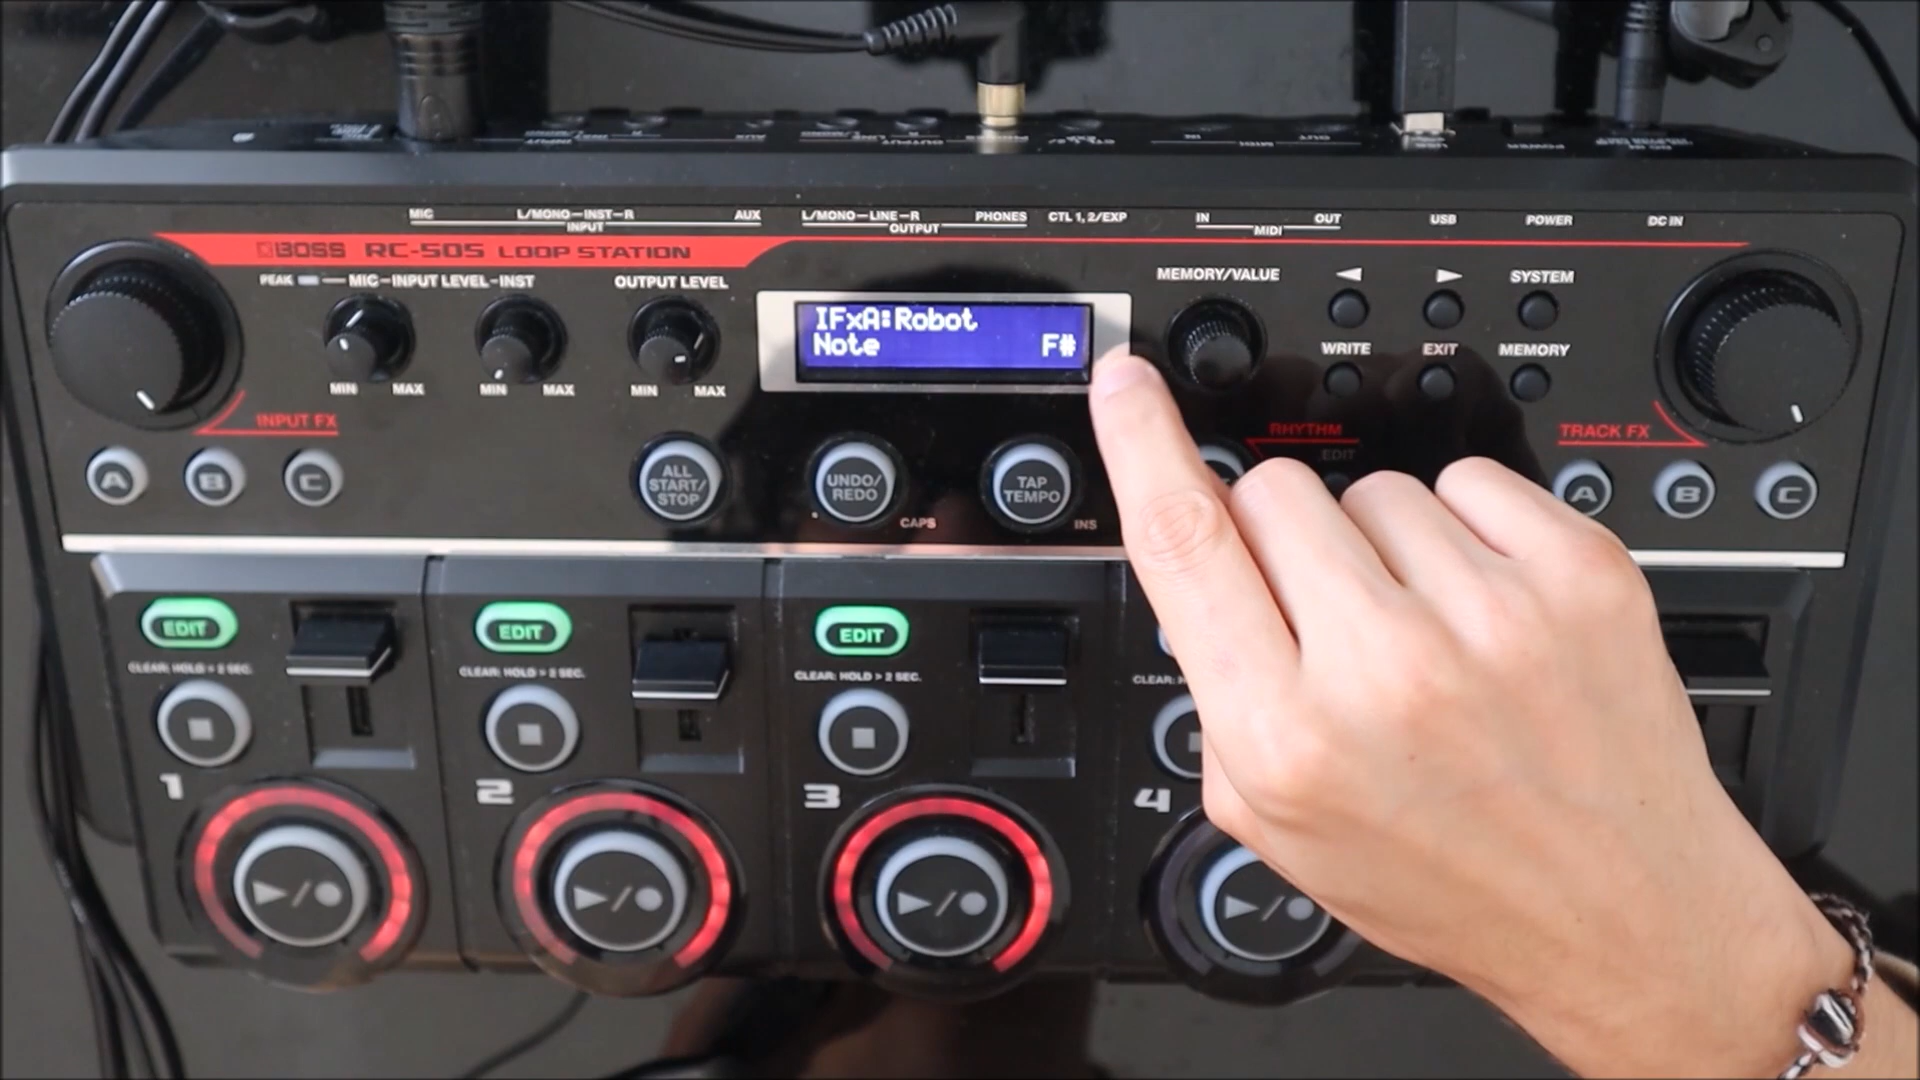 MIC L/MONO—INST—R AUX
INPUT
L/MONO—LINE—R PHONES CTL 1, 2/EXP
OUTPUT
IN OUT
MIDI
USB POWER DC IN
BOSS RC-505 LOOP STATION
PEAK MIC—INPUT LEVEL—INST OUTPUT LEVEL
MEMORY/VALUE ◀ ▶ SYSTEM
IFxA:Robot
Note F#
WRITE EXIT MEMORY
MIN MAX MIN MAX MIN MAX
INPUT FX
RHYTHM
EDIT
TRACK FX
A B C
ALL START/ STOP
UNDO/ REDO
CAPS
TAP TEMPO
INS
A B C
EDIT EDIT EDIT
CLEAR: HOLD > 2 SEC. CLEAR: HOLD > 2 SEC. CLEAR: HOLD > 2 SEC.
1 2 3 4